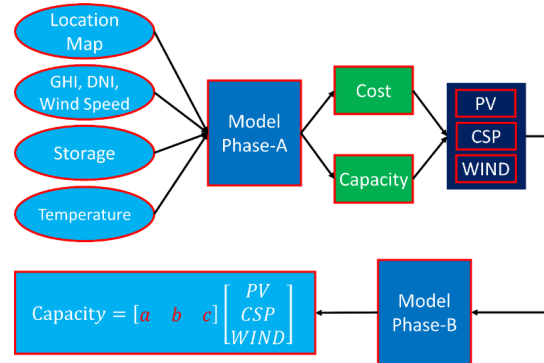 Location
Map
GHI, DNI,
Wind Speed
Storage
Temperature
Model
Phase-A
Cost
Capacity
PV
CSP
WIND
Capacity = [a b c] [PV
CSP
WIND]
Model
Phase-B